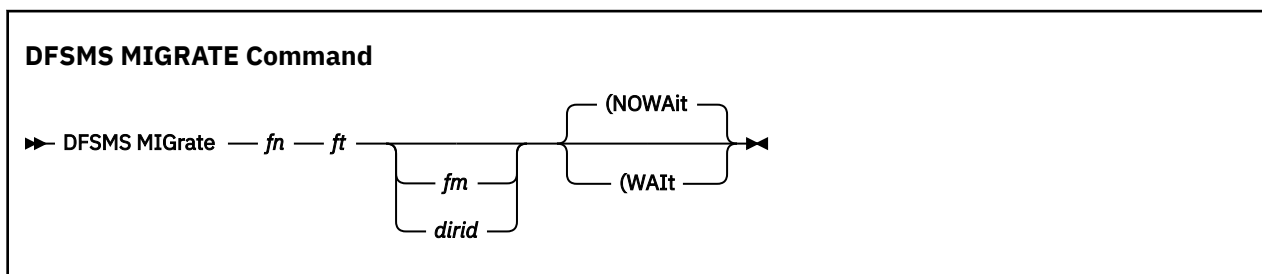 DFSMS MIGRATE Command
(NOWAit
DFSMS MIGrate fn ft
fm
(WAIt
dirid